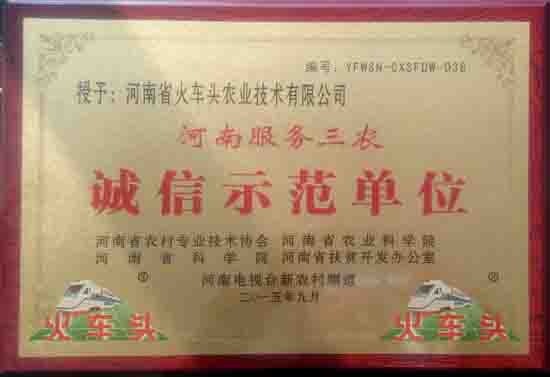 编号：YFWSN-CXSFDW-036
授予：河南省火车头农业技术有限公司
河南服务三农
诚信示范单位
河南省农村专业技术协会 河南省农业科学院
河南省科学院 河南省扶贫开发办公室
河南电视台新农村频道
二〇一五年九月
① ②
火车头 火车头